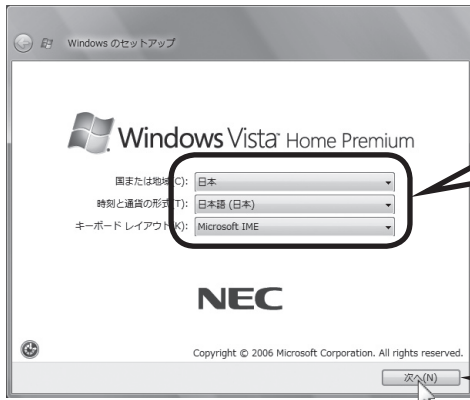 Windows のセットアップ
Windows Vista™ Home Premium
国または地域(C): 日本
時刻と通貨の形式(T): 日本語 (日本)
キーボード レイアウト(K): Microsoft IME
NEC
Copyright © 2006 Microsoft Corporation. All rights reserved.
次へ(N)